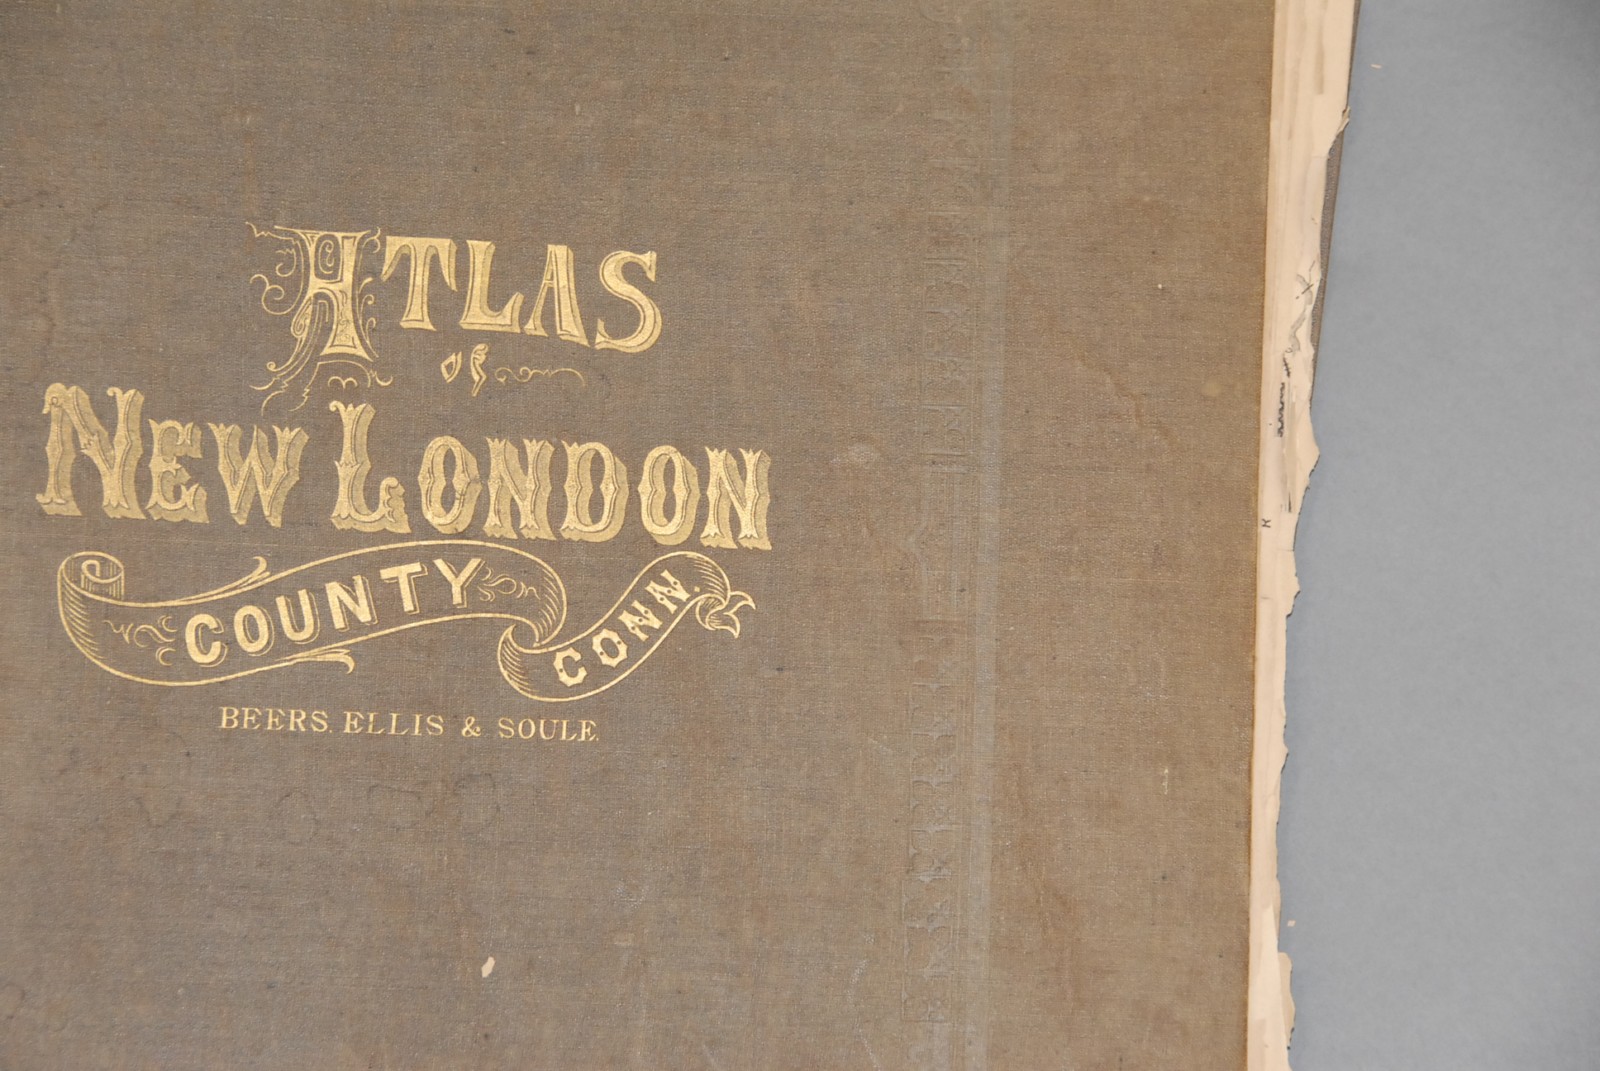 ATLAS
of
NEW LONDON
COUNTY CONN.
BEERS, ELLIS & SOULE.